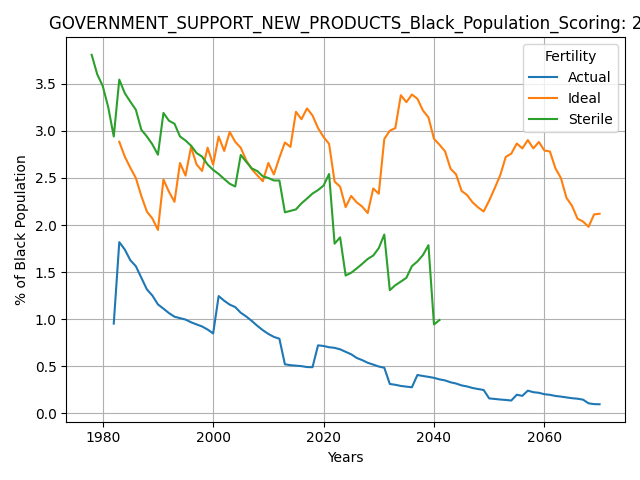 GOVERNMENT_SUPPORT_NEW_PRODUCTS_Black_Population_Scoring: 2
Fertility
Actual
Ideal
Sterile
% of Black Population
3.5
3.0
2.5
2.0
1.5
1.0
0.5
0.0
1980 2000 2020 2040 2060
Years